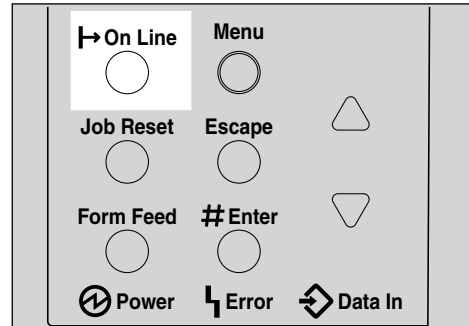 On Line Menu
Job Reset Escape
Form Feed # Enter
Power Error Data In